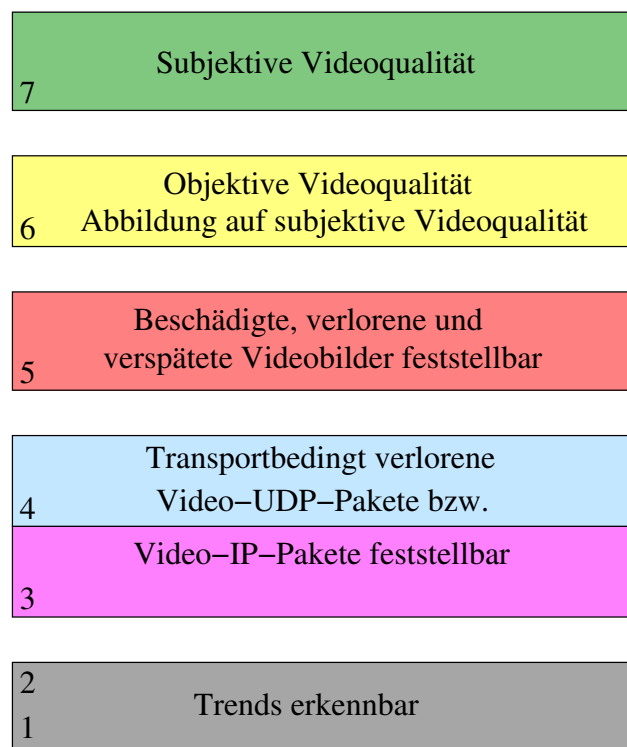 Subjektive Videoqualität
7
Objektive Videoqualität
Abbildung auf subjektive Videoqualität
6
Beschädigte, verlorene und
verspätete Videobilder feststellbar
5
Transportbedingt verlorene
Video−UDP−Pakete bzw.
4
Video−IP−Pakete feststellbar
3
2
Trends erkennbar
1